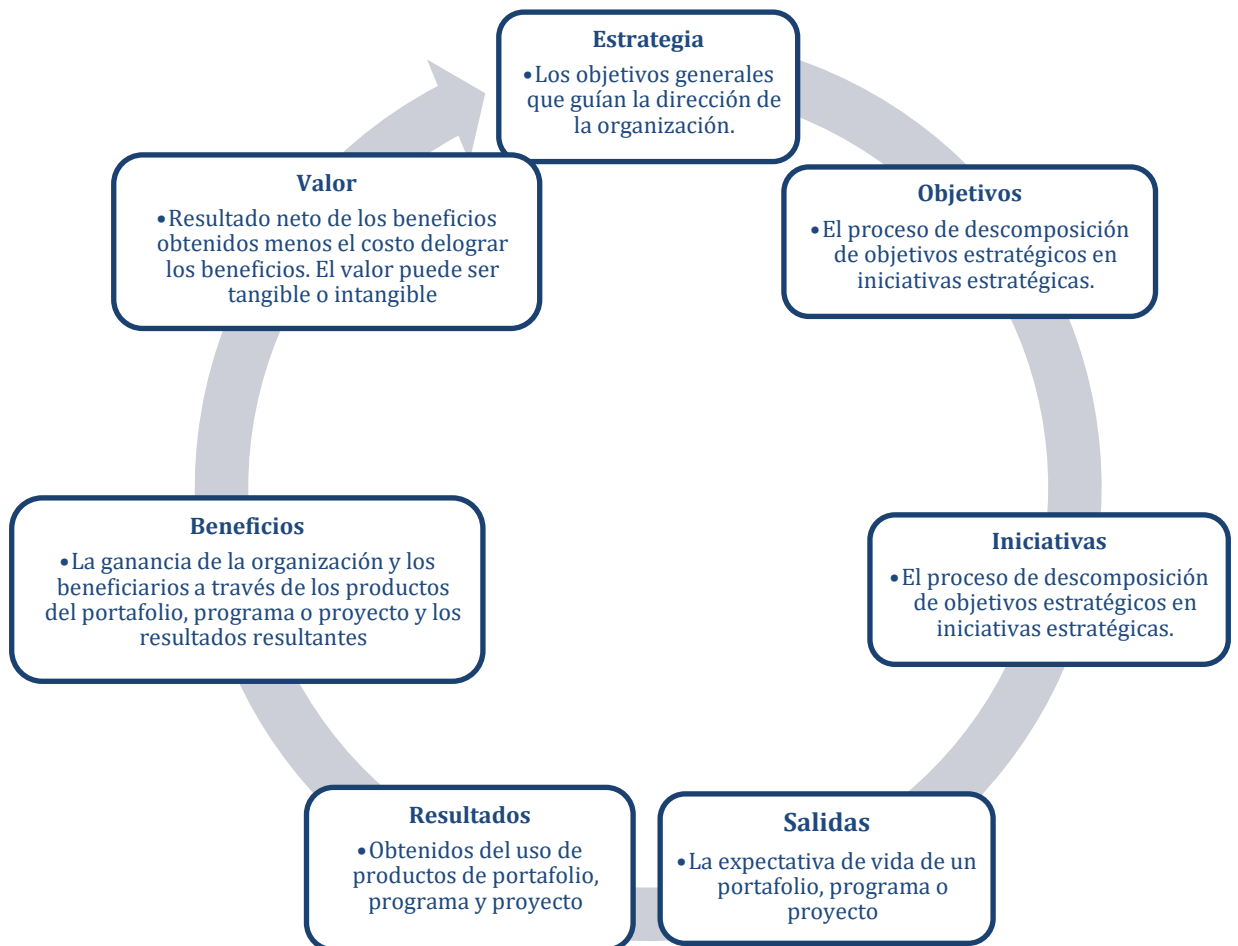 Estrategia
•Los objetivos generales
que guían la dirección de
la organización.
Objetivos
•El proceso de descomposición
de objetivos estratégicos en
iniciativas estratégicas.
Iniciativas
•El proceso de descomposición
de objetivos estratégicos en
iniciativas estratégicas.
Salidas
•La expectativa de vida de un
portafolio, programa o
proyecto
Resultados
•Obtenidos del uso de
productos de portafolio,
programa y proyecto
Beneficios
•La ganancia de la organización y los
beneficiarios a través de los productos
del portafolio, programa o proyecto y los
resultados resultantes
Valor
•Resultado neto de los beneficios
obtenidos menos el costo delograr
los beneficios. El valor puede ser
tangible o intangible